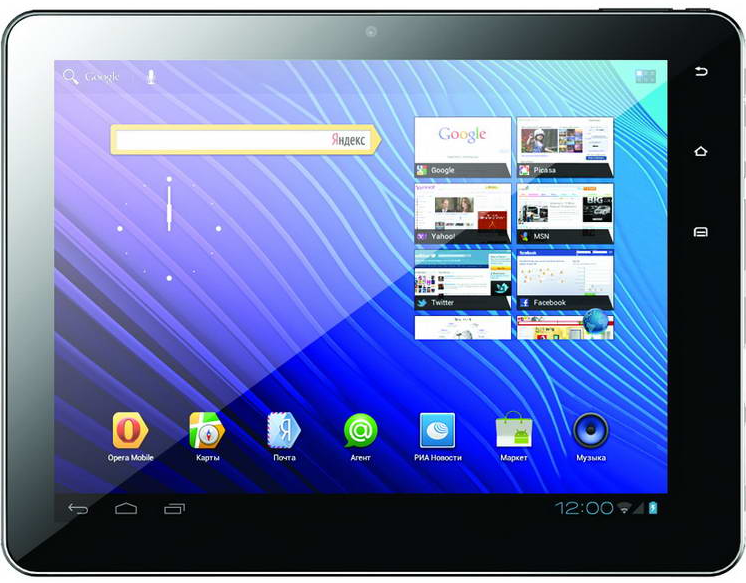 Google
Яндекс
Google
Google
Picasa
Yahoo!
MSN
Twitter
Facebook
Opera Mobile
Карты
Почта
Агент
РИА Новости
Маркет
Музыка
12:00